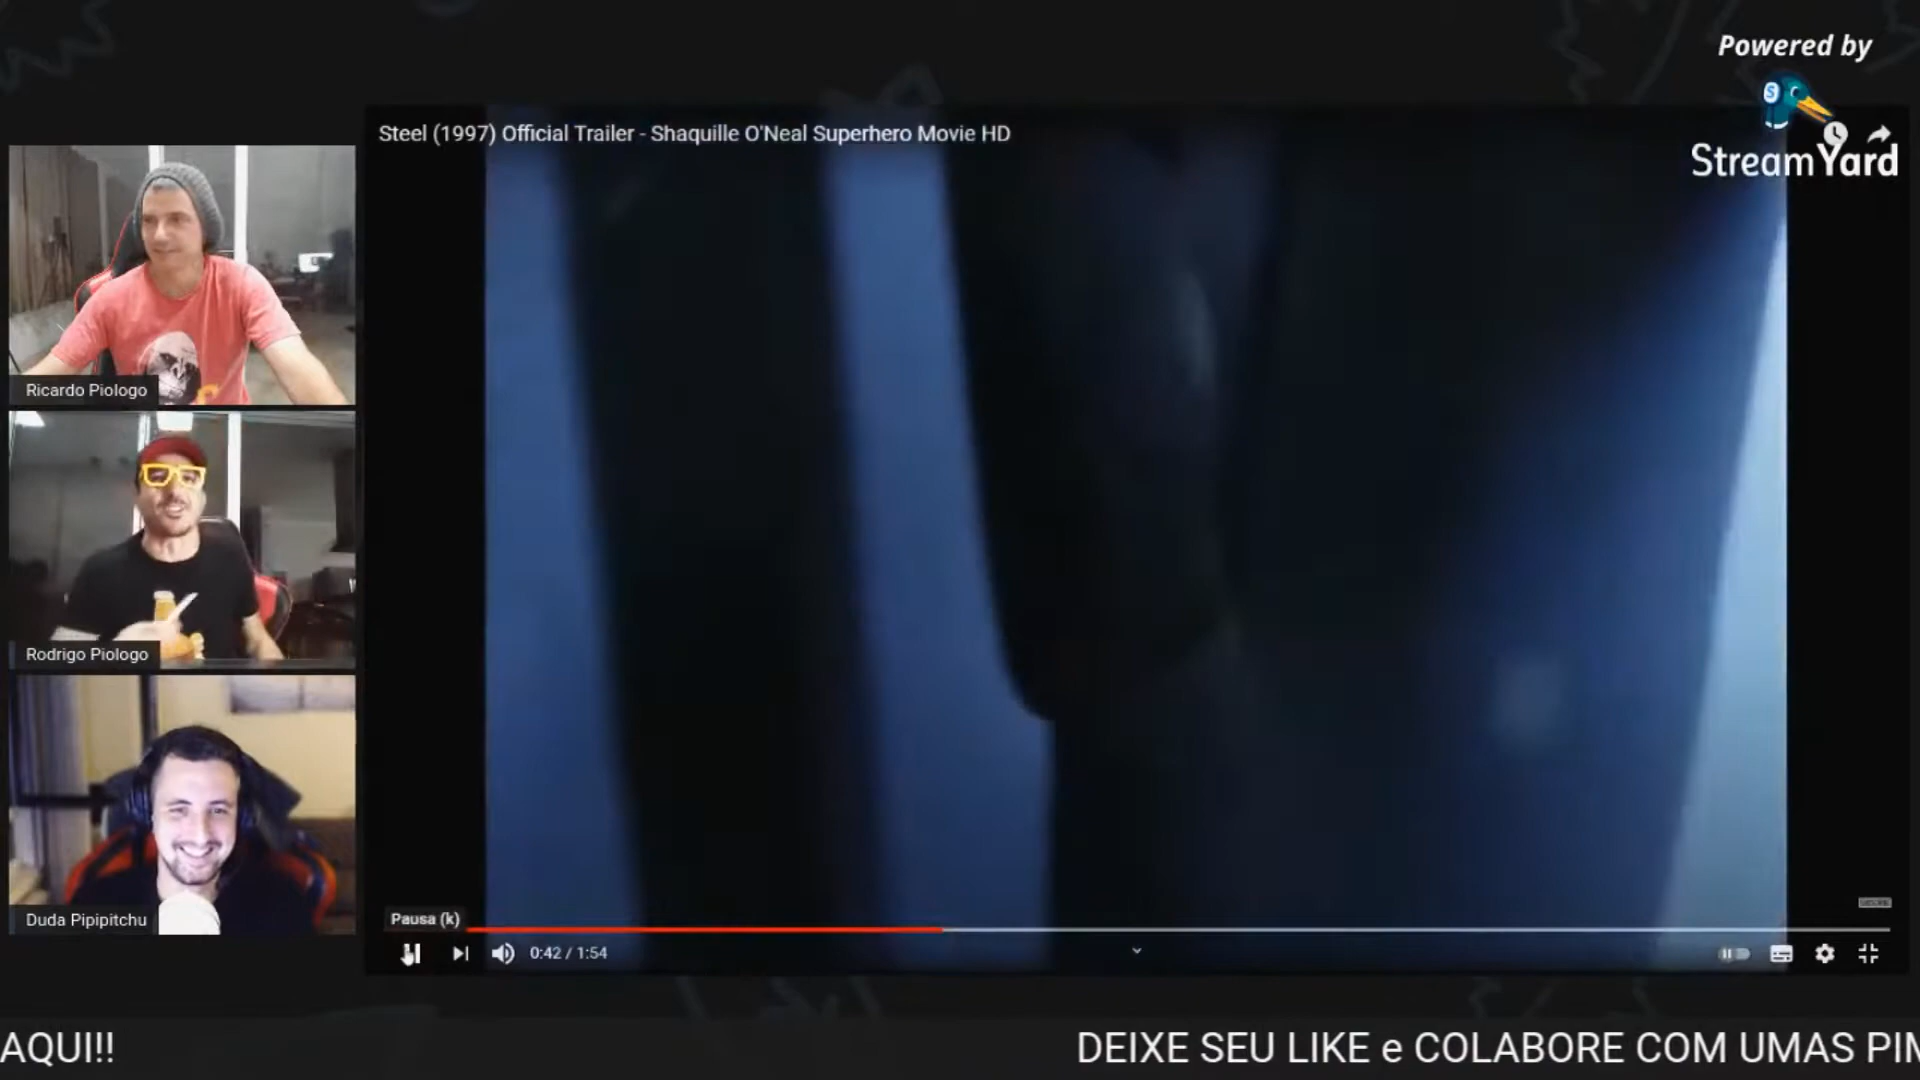 Powered by
StreamYard
Steel (1997) Official Trailer - Shaquille O'Neal Superhero Movie HD
Ricardo Piologo
Rodrigo Piologo
Duda Pipipitchu
Pausa (k)
0:42 / 1:54
AQUI!!
DEIXE SEU LIKE e COLABORE COM UMAS PIM